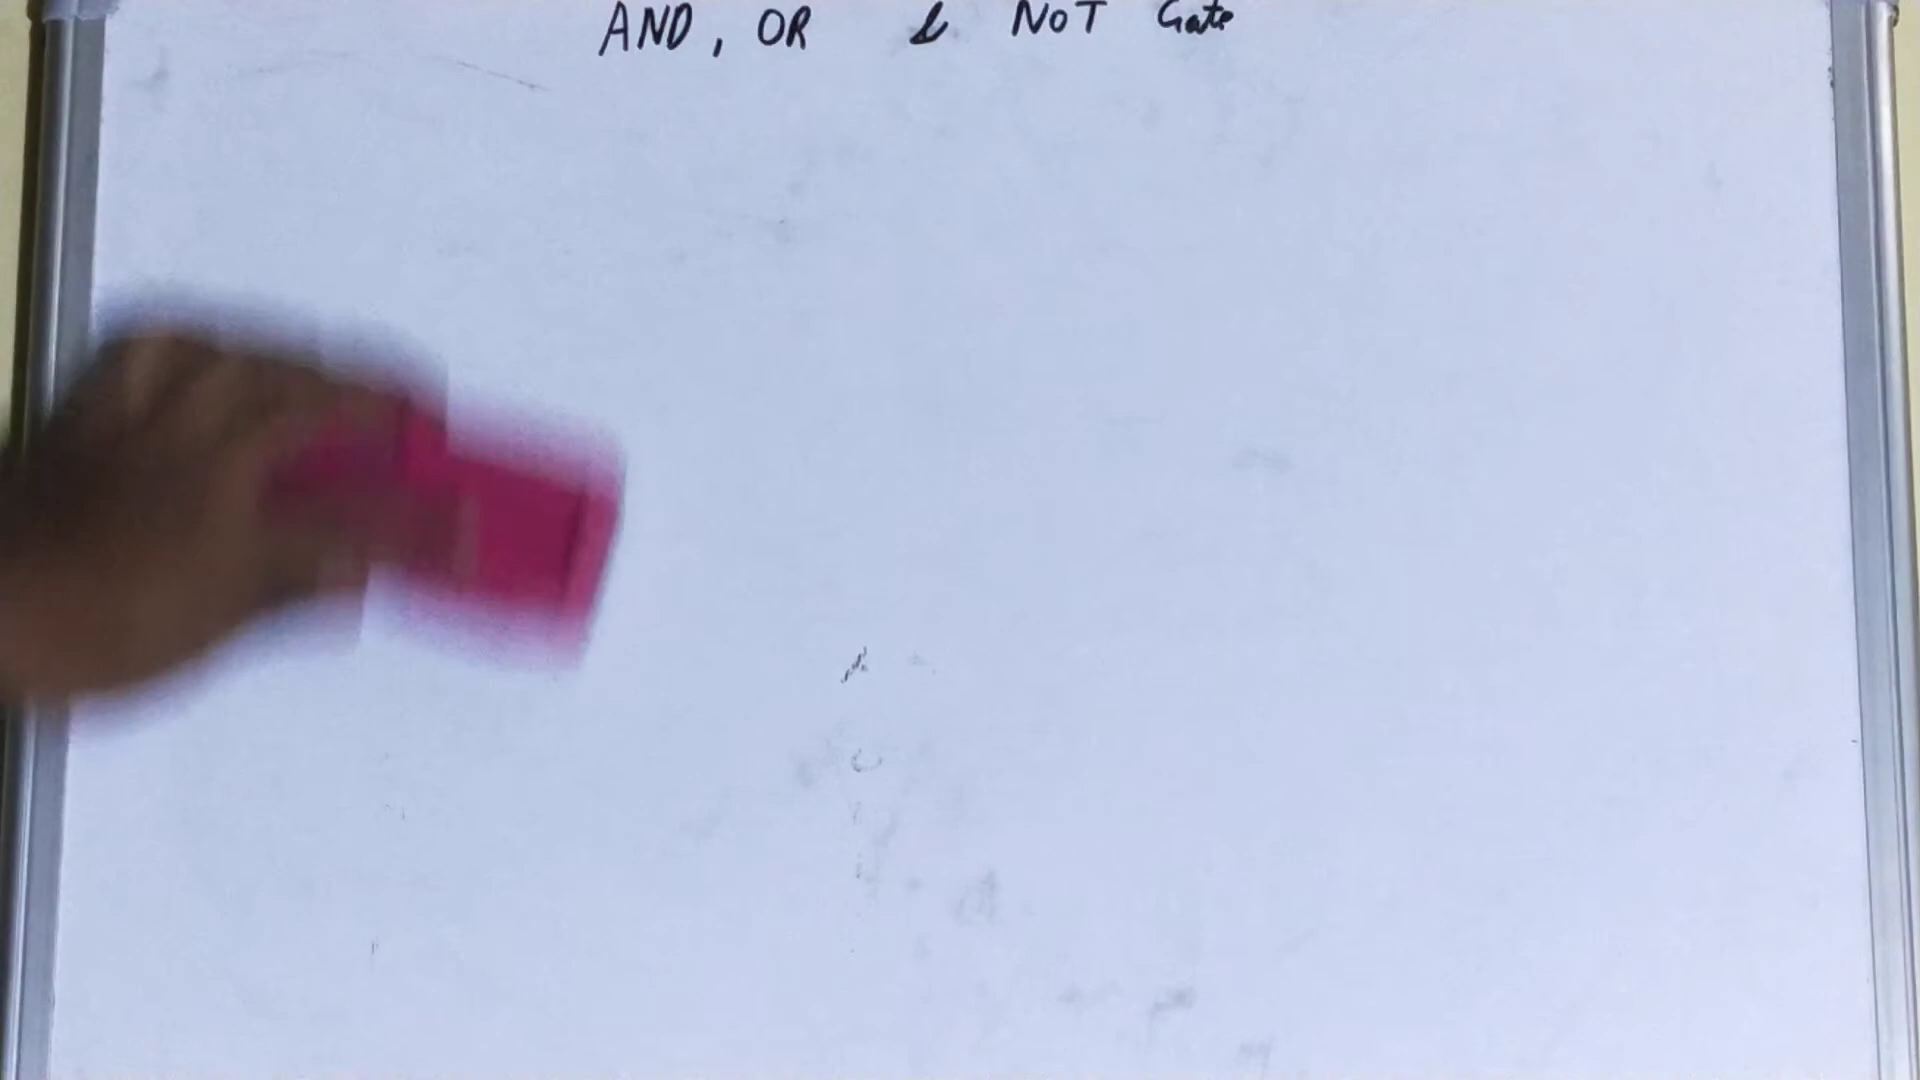 AND, OR & NOT Gate